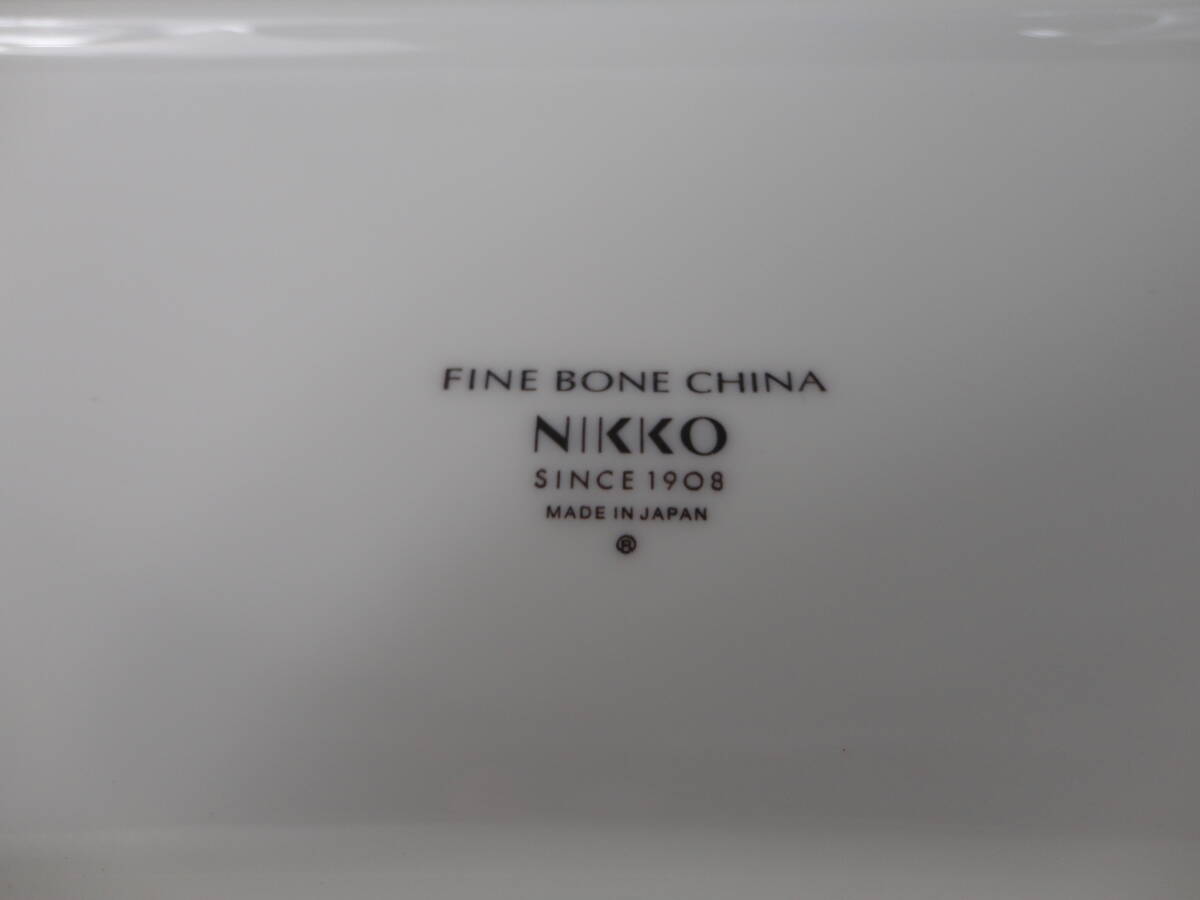 FINE BONE CHINA
NIKKO
SINCE 1908
MADE IN JAPAN
®